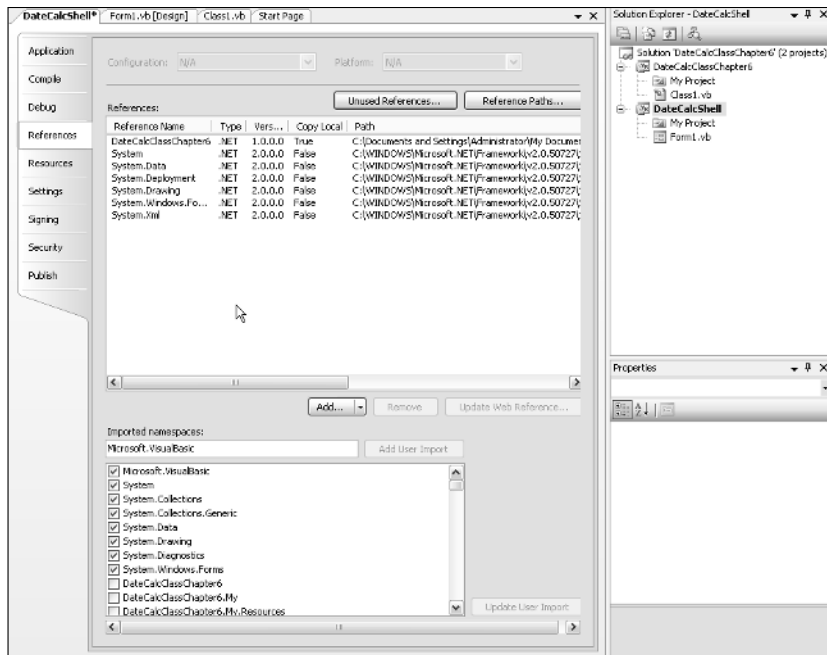 DateCalcShell* Form1.vb [Design] Class1.vb Start Page
Application
Compile
Debug
References
Resources
Settings
Signing
Security
Publish
Configuration: N/A Platform: N/A
References: Unused References... Reference Paths...
Reference Name Type Vers... Copy Local Path
DateCalcClassChapter6 .NET 1.0.0.0 True C:\Documents and Settings\Administrator\My Documen
System .NET 2.0.0.0 False C:\WINDOWS\Microsoft.NET\Framework\v2.0.50727\
System.Data .NET 2.0.0.0 False C:\WINDOWS\Microsoft.NET\Framework\v2.0.50727\
System.Deployment .NET 2.0.0.0 False C:\WINDOWS\Microsoft.NET\Framework\v2.0.50727\
System.Drawing .NET 2.0.0.0 False C:\WINDOWS\Microsoft.NET\Framework\v2.0.50727\
System.Windows.Fo... .NET 2.0.0.0 False C:\WINDOWS\Microsoft.NET\Framework\v2.0.50727\
System.Xml .NET 2.0.0.0 False C:\WINDOWS\Microsoft.NET\Framework\v2.0.50727\
Add... Remove Update Web Reference...
Imported namespaces:
Microsoft.VisualBasic Add User Import
Microsoft.VisualBasic
System
System.Collections
System.Collections.Generic
System.Data
System.Drawing
System.Diagnostics
System.Windows.Forms
DateCalcClassChapter6
DateCalcClassChapter6.My
DateCalcClassChapter6.My.Resources
Update User Import
Solution Explorer - DateCalcShell
Solution 'DateCalcClassChapter6' (2 projects)
DateCalcClassChapter6
My Project
Class1.vb
DateCalcShell
My Project
Form1.vb
Properties